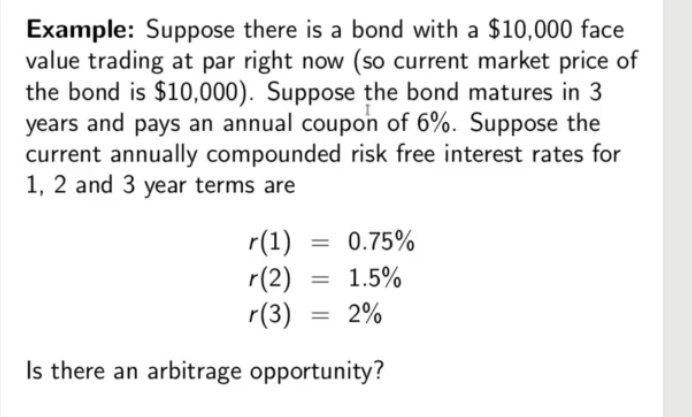 Example: Suppose there is a bond with a $10,000 face
value trading at par right now (so current market price of
the bond is $10,000). Suppose the bond matures in 3
years and pays an annual coupon of 6%. Suppose the
current annually compounded risk free interest rates for
1, 2 and 3 year terms are
r(1) = 0.75%
r(2) = 1.5%
r(3) = 2%
Is there an arbitrage opportunity?